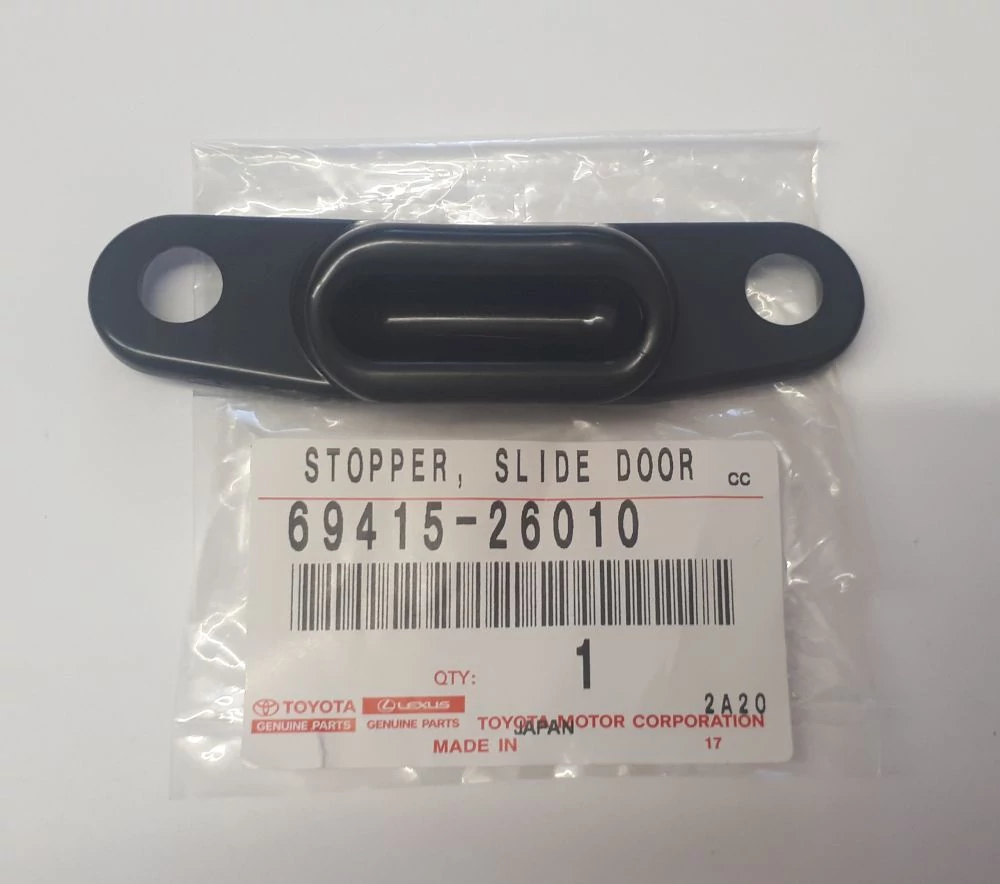 STOPPER, SLIDE DOOR CC
69415-26010
QTY: 1
2A20
TOYOTA LEXUS
GENUINE PARTS GENUINE PARTS TOYOTA MOTOR CORPORATION
MADE IN JAPAN 17